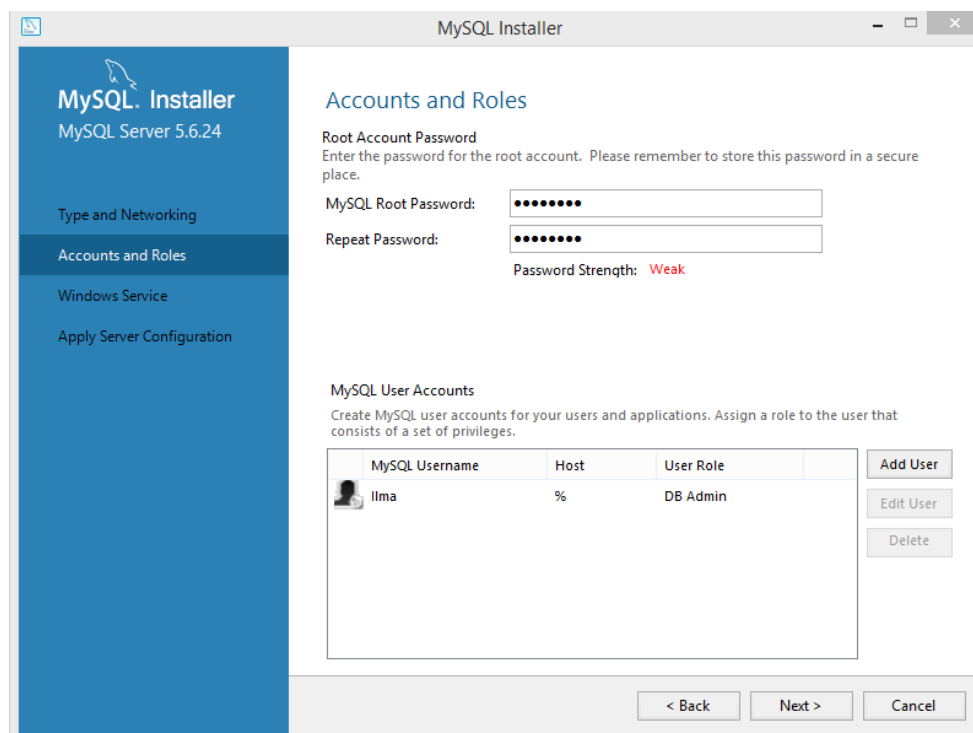 MySQL Installer
MySQL. Installer
MySQL Server 5.6.24
Type and Networking
Accounts and Roles
Windows Service
Apply Server Configuration
Accounts and Roles
Root Account Password
Enter the password for the root account. Please remember to store this password in a secure
place.
MySQL Root Password: ●●●●●●●●
Repeat Password: ●●●●●●●●
Password Strength: Weak
MySQL User Accounts
Create MySQL user accounts for your users and applications. Assign a role to the user that
consists of a set of privileges.
MySQL Username Host User Role
Ilma % DB Admin
Add User
Edit User
Delete
< Back Next > Cancel